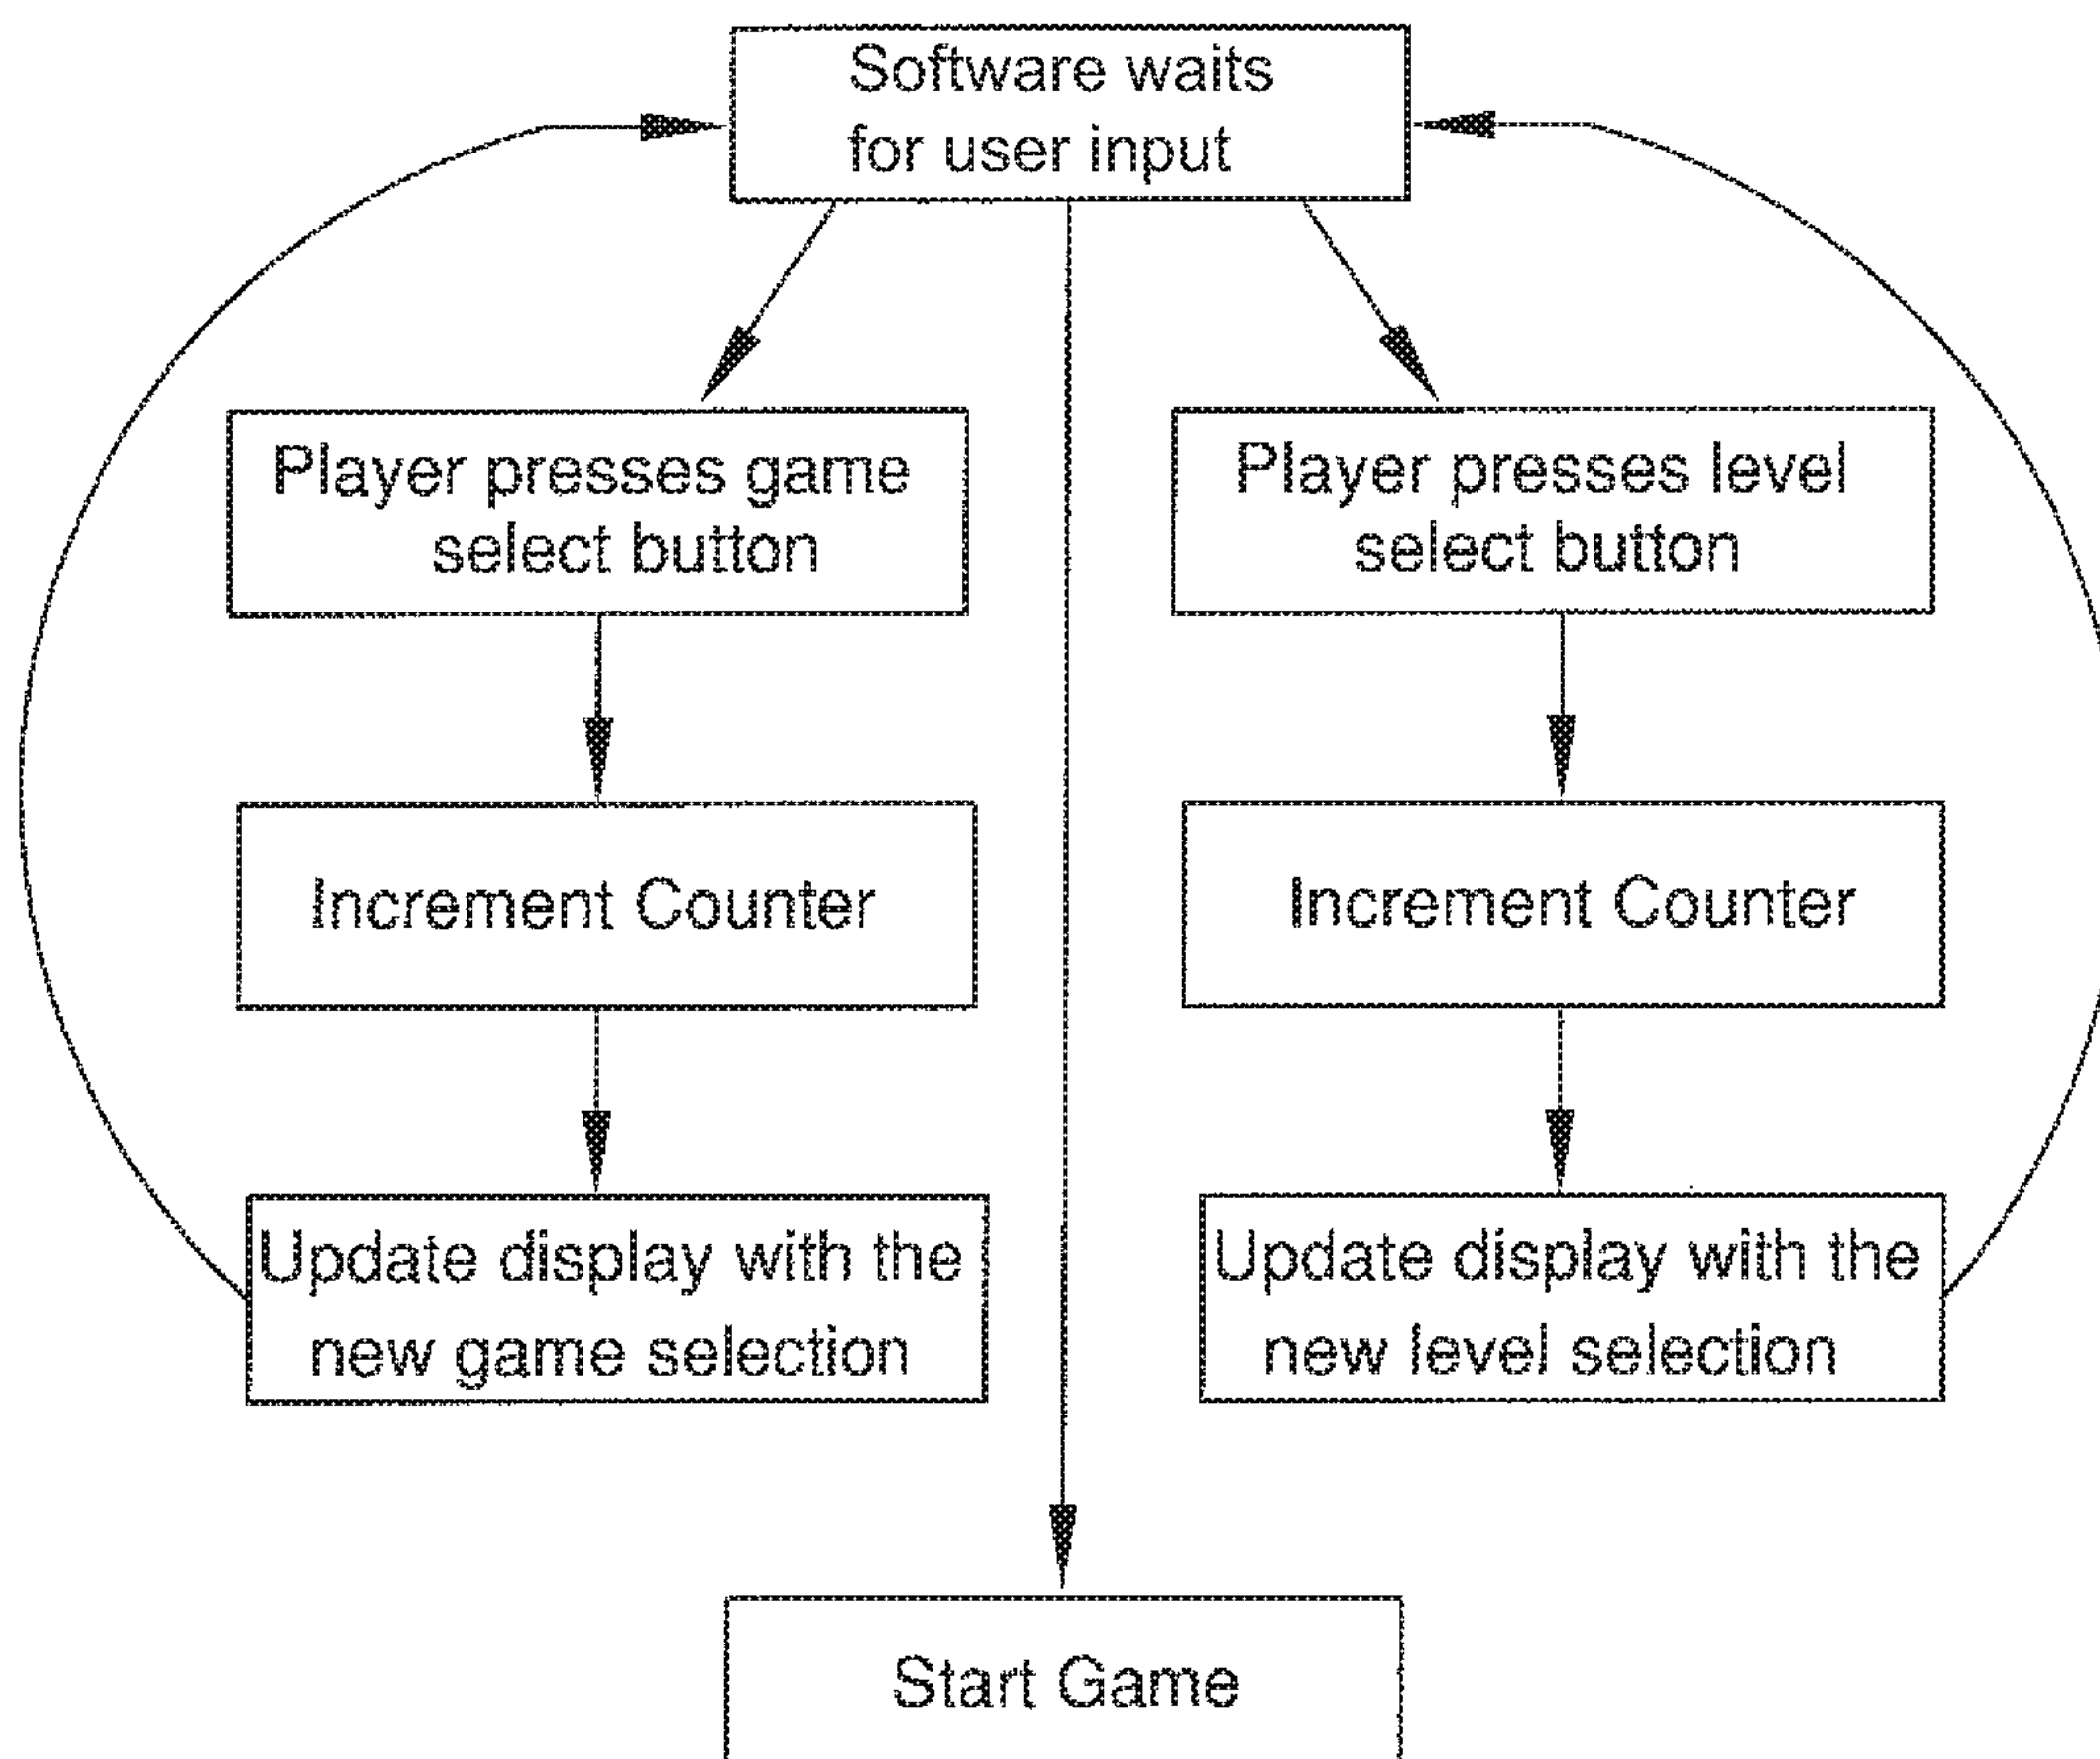 Software waits
for user input
Player presses game
select button
Player presses level
select button
Increment Counter
Increment Counter
Update display with the
new game selection
Update display with the
new level selection
Start Game